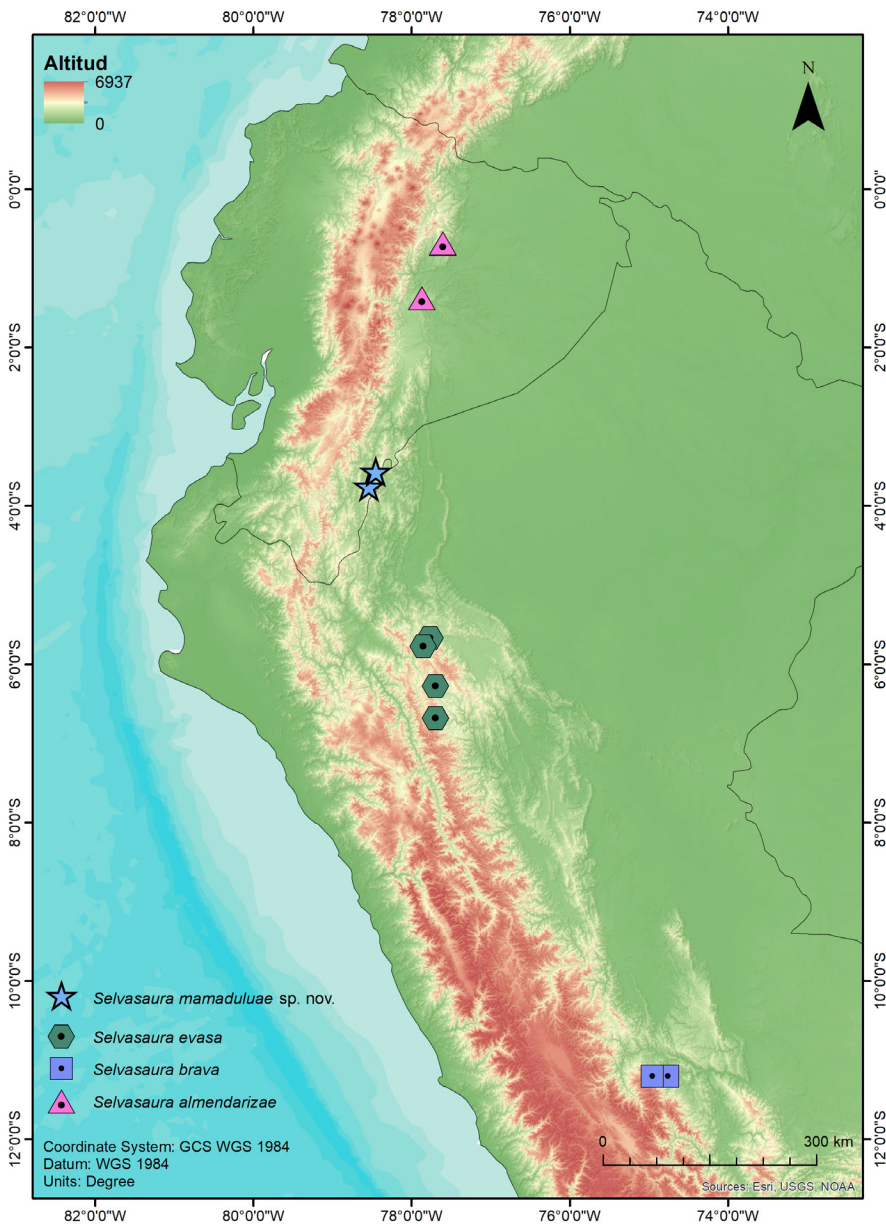 82°0'0"W 80°0'0"W 78°0'0"W 76°0'0"W 74°0'0"W
Altitud
6937
0
N
0°0'0"
0°0'0"
2°0'0"S
2°0'0"S
4°0'0"S
4°0'0"S
6°0'0"S
6°0'0"S
8°0'0"S
8°0'0"S
10°0'0"S
10°0'0"S
12°0'0"S
12°0'0"S
Selvasaura mamaduluae sp. nov.
Selvasaura evasa
Selvasaura brava
Selvasaura almendarizae
Coordinate System: GCS WGS 1984
Datum: WGS 1984
Units: Degree
0 300 km
Sources: Esri, USGS, NOAA
82°0'0"W 80°0'0"W 78°0'0"W 76°0'0"W 74°0'0"W